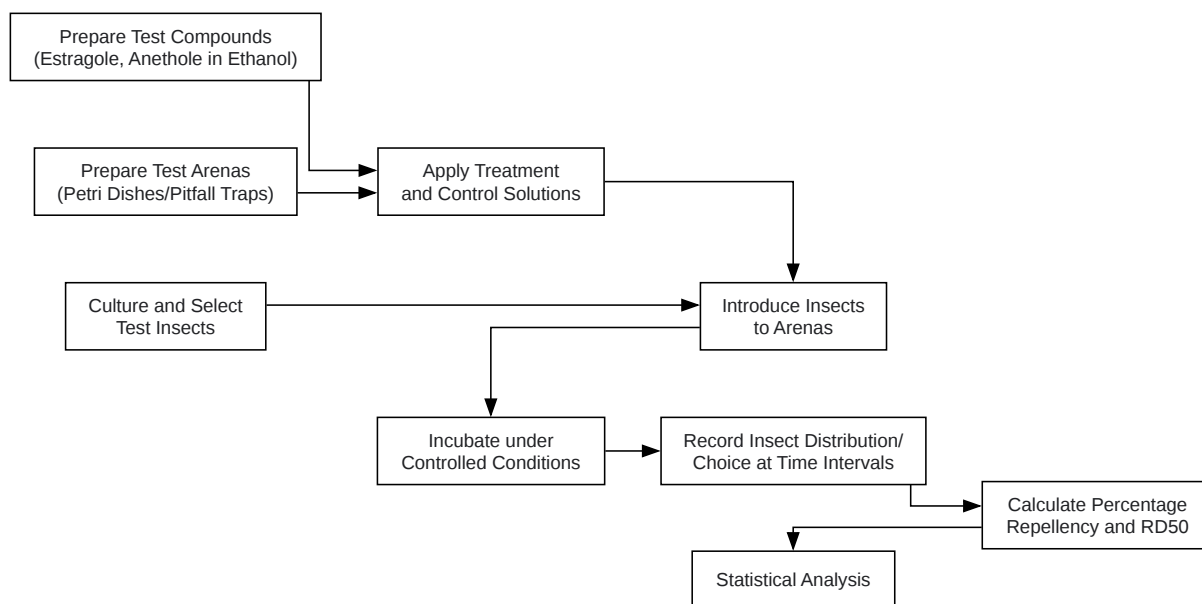 Prepare Test Compounds
(Estragole, Anethole in Ethanol)
Prepare Test Arenas
(Petri Dishes/Pitfall Traps)
Apply Treatment
and Control Solutions
Culture and Select
Test Insects
Introduce Insects
to Arenas
Incubate under
Controlled Conditions
Record Insect Distribution/
Choice at Time Intervals
Calculate Percentage
Repellency and RD50
Statistical Analysis